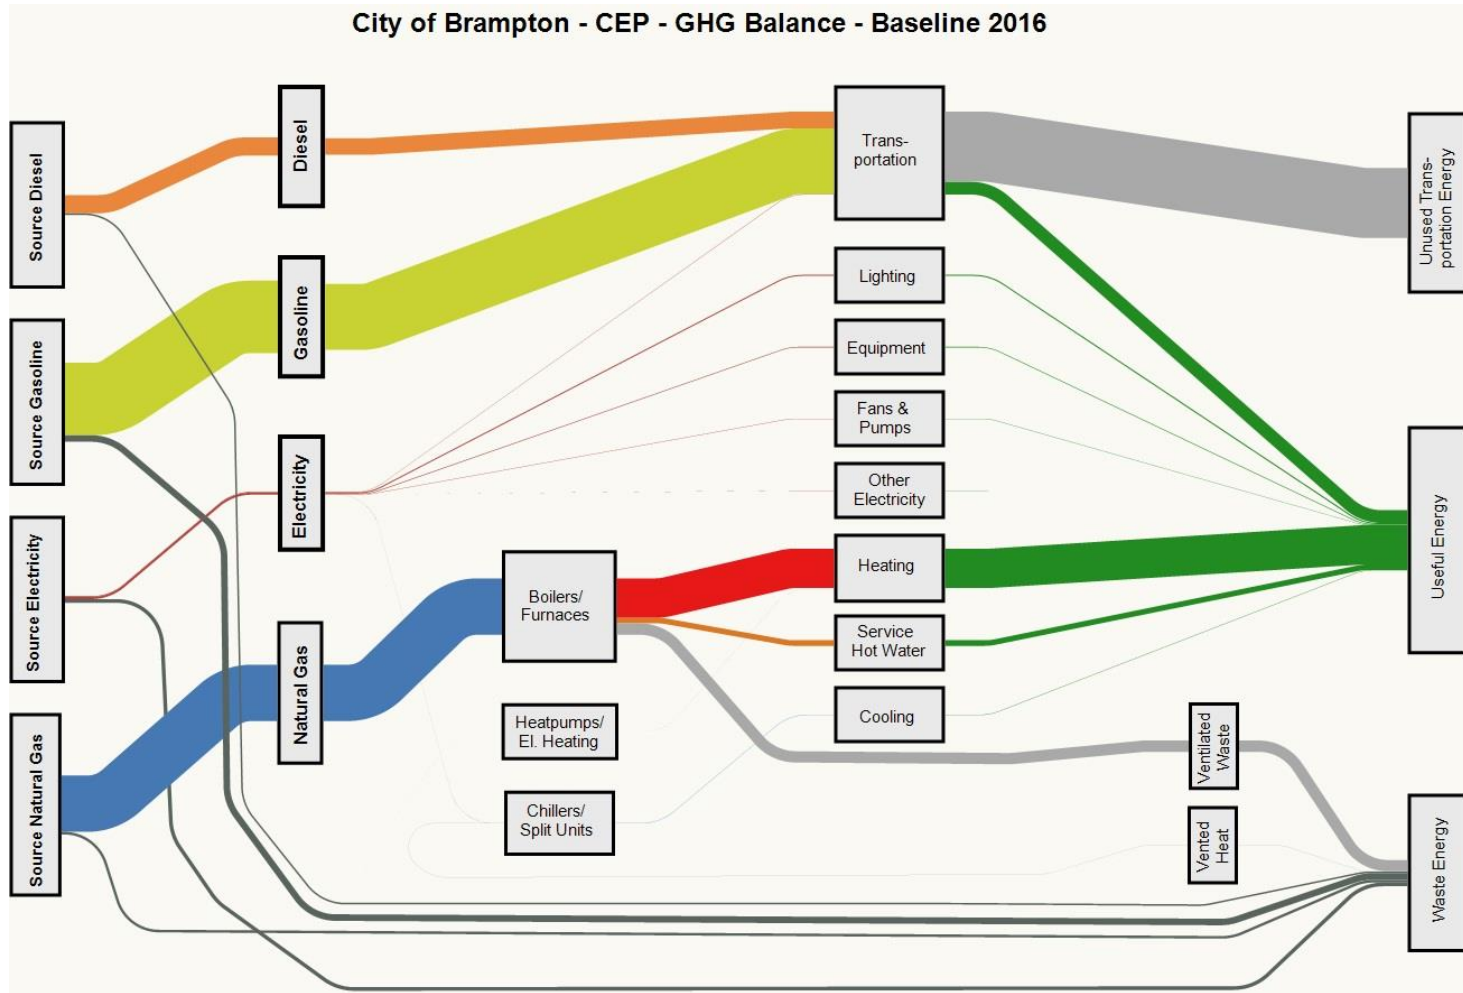 City of Brampton - CEP - GHG Balance - Baseline 2016
Source Diesel
Source Gasoline
Source Electricity
Source Natural Gas
Diesel
Gasoline
Electricity
Natural Gas
Boilers/
Furnaces
Heatpumps/
El. Heating
Chillers/
Split Units
Trans-
portation
Lighting
Equipment
Fans &
Pumps
Other
Electricity
Heating
Service
Hot Water
Cooling
Ventilated
Waste
Vented
Heat
Unused Trans-
portation Energy
Useful Energy
Waste Energy